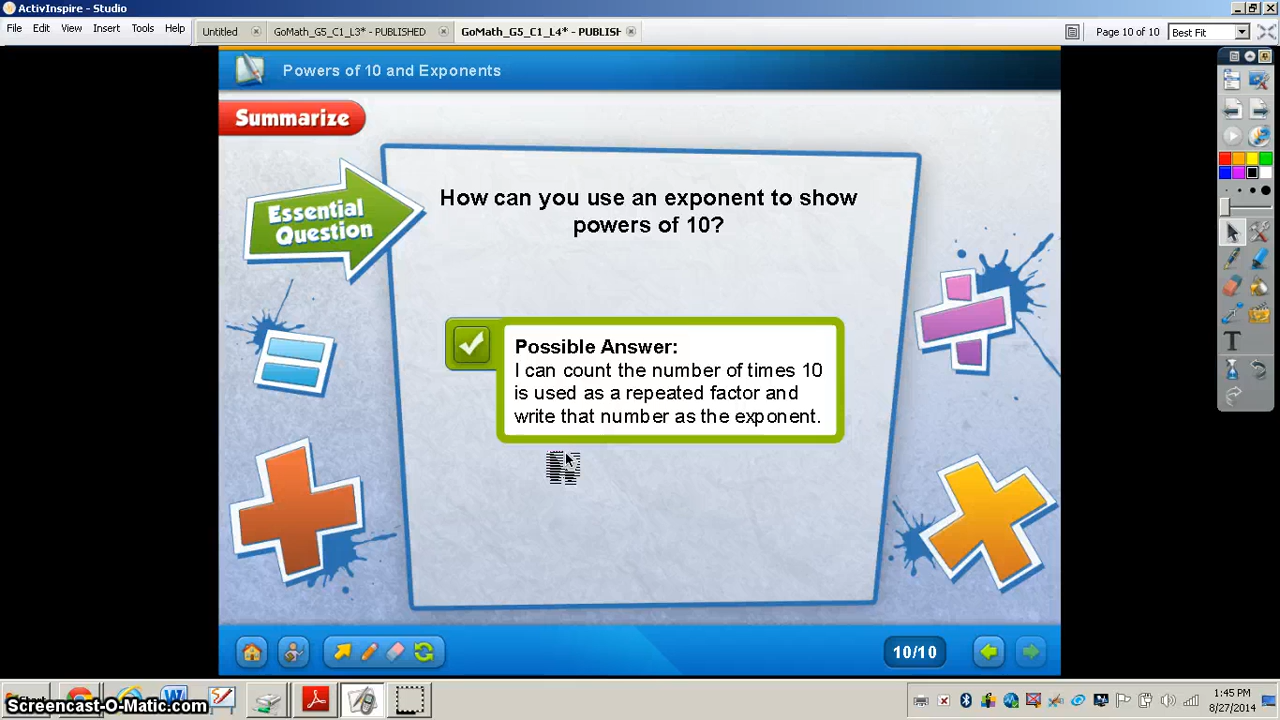 ActivInspire - Studio
File Edit View Insert Tools Help
Untitled GoMath_G5_C1_L3* - PUBLISHED GoMath_G5_C1_L4* - PUBLISH
Page 10 of 10 Best Fit
Powers of 10 and Exponents
Summarize
Essential
Question
How can you use an exponent to show
powers of 10?
Possible Answer:
I can count the number of times 10
is used as a repeated factor and
write that number as the exponent.
T
10/10
Screencast-O-Matic.com
1:45 PM
8/27/2014